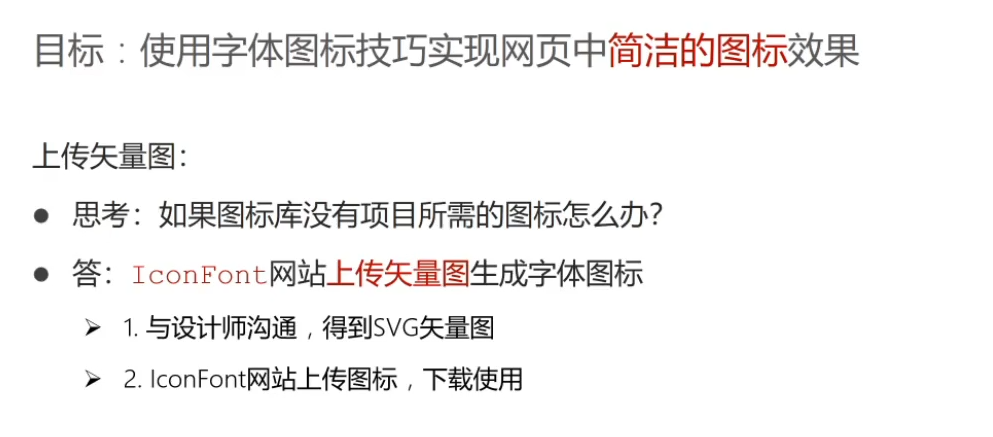 目标：使用字体图标技巧实现网页中简洁的图标效果
上传矢量图：
● 思考：如果图标库没有项目所需的图标怎么办？
● 答：IconFont网站上传矢量图生成字体图标
➢ 1. 与设计师沟通，得到SVG矢量图
➢ 2. IconFont网站上传图标，下载使用